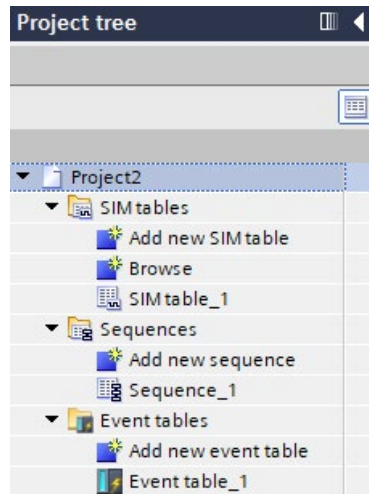 Project tree
Project2
SIM tables
Add new SIM table
Browse
SIM table_1
Sequences
Add new sequence
Sequence_1
Event tables
Add new event table
Event table_1